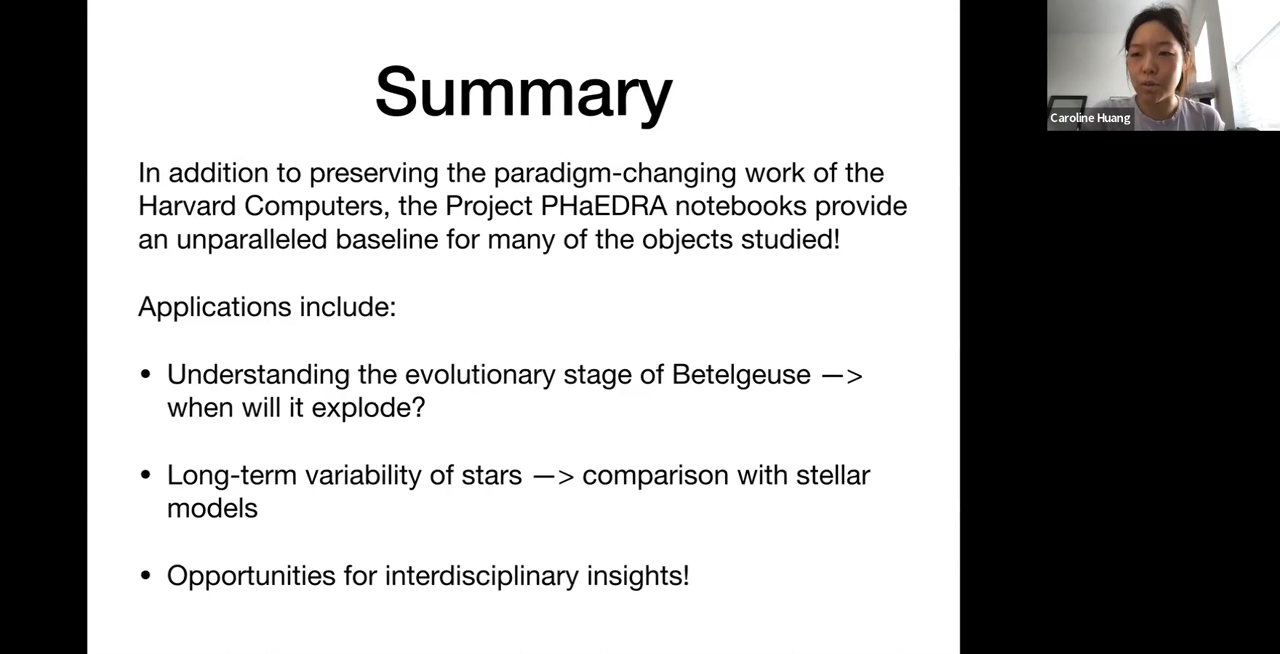 Summary
In addition to preserving the paradigm-changing work of the
Harvard Computers, the Project PHaEDRA notebooks provide
an unparalleled baseline for many of the objects studied!
Applications include:
• Understanding the evolutionary stage of Betelgeuse —>
when will it explode?
• Long-term variability of stars —> comparison with stellar
models
• Opportunities for interdisciplinary insights!
Caroline Huang